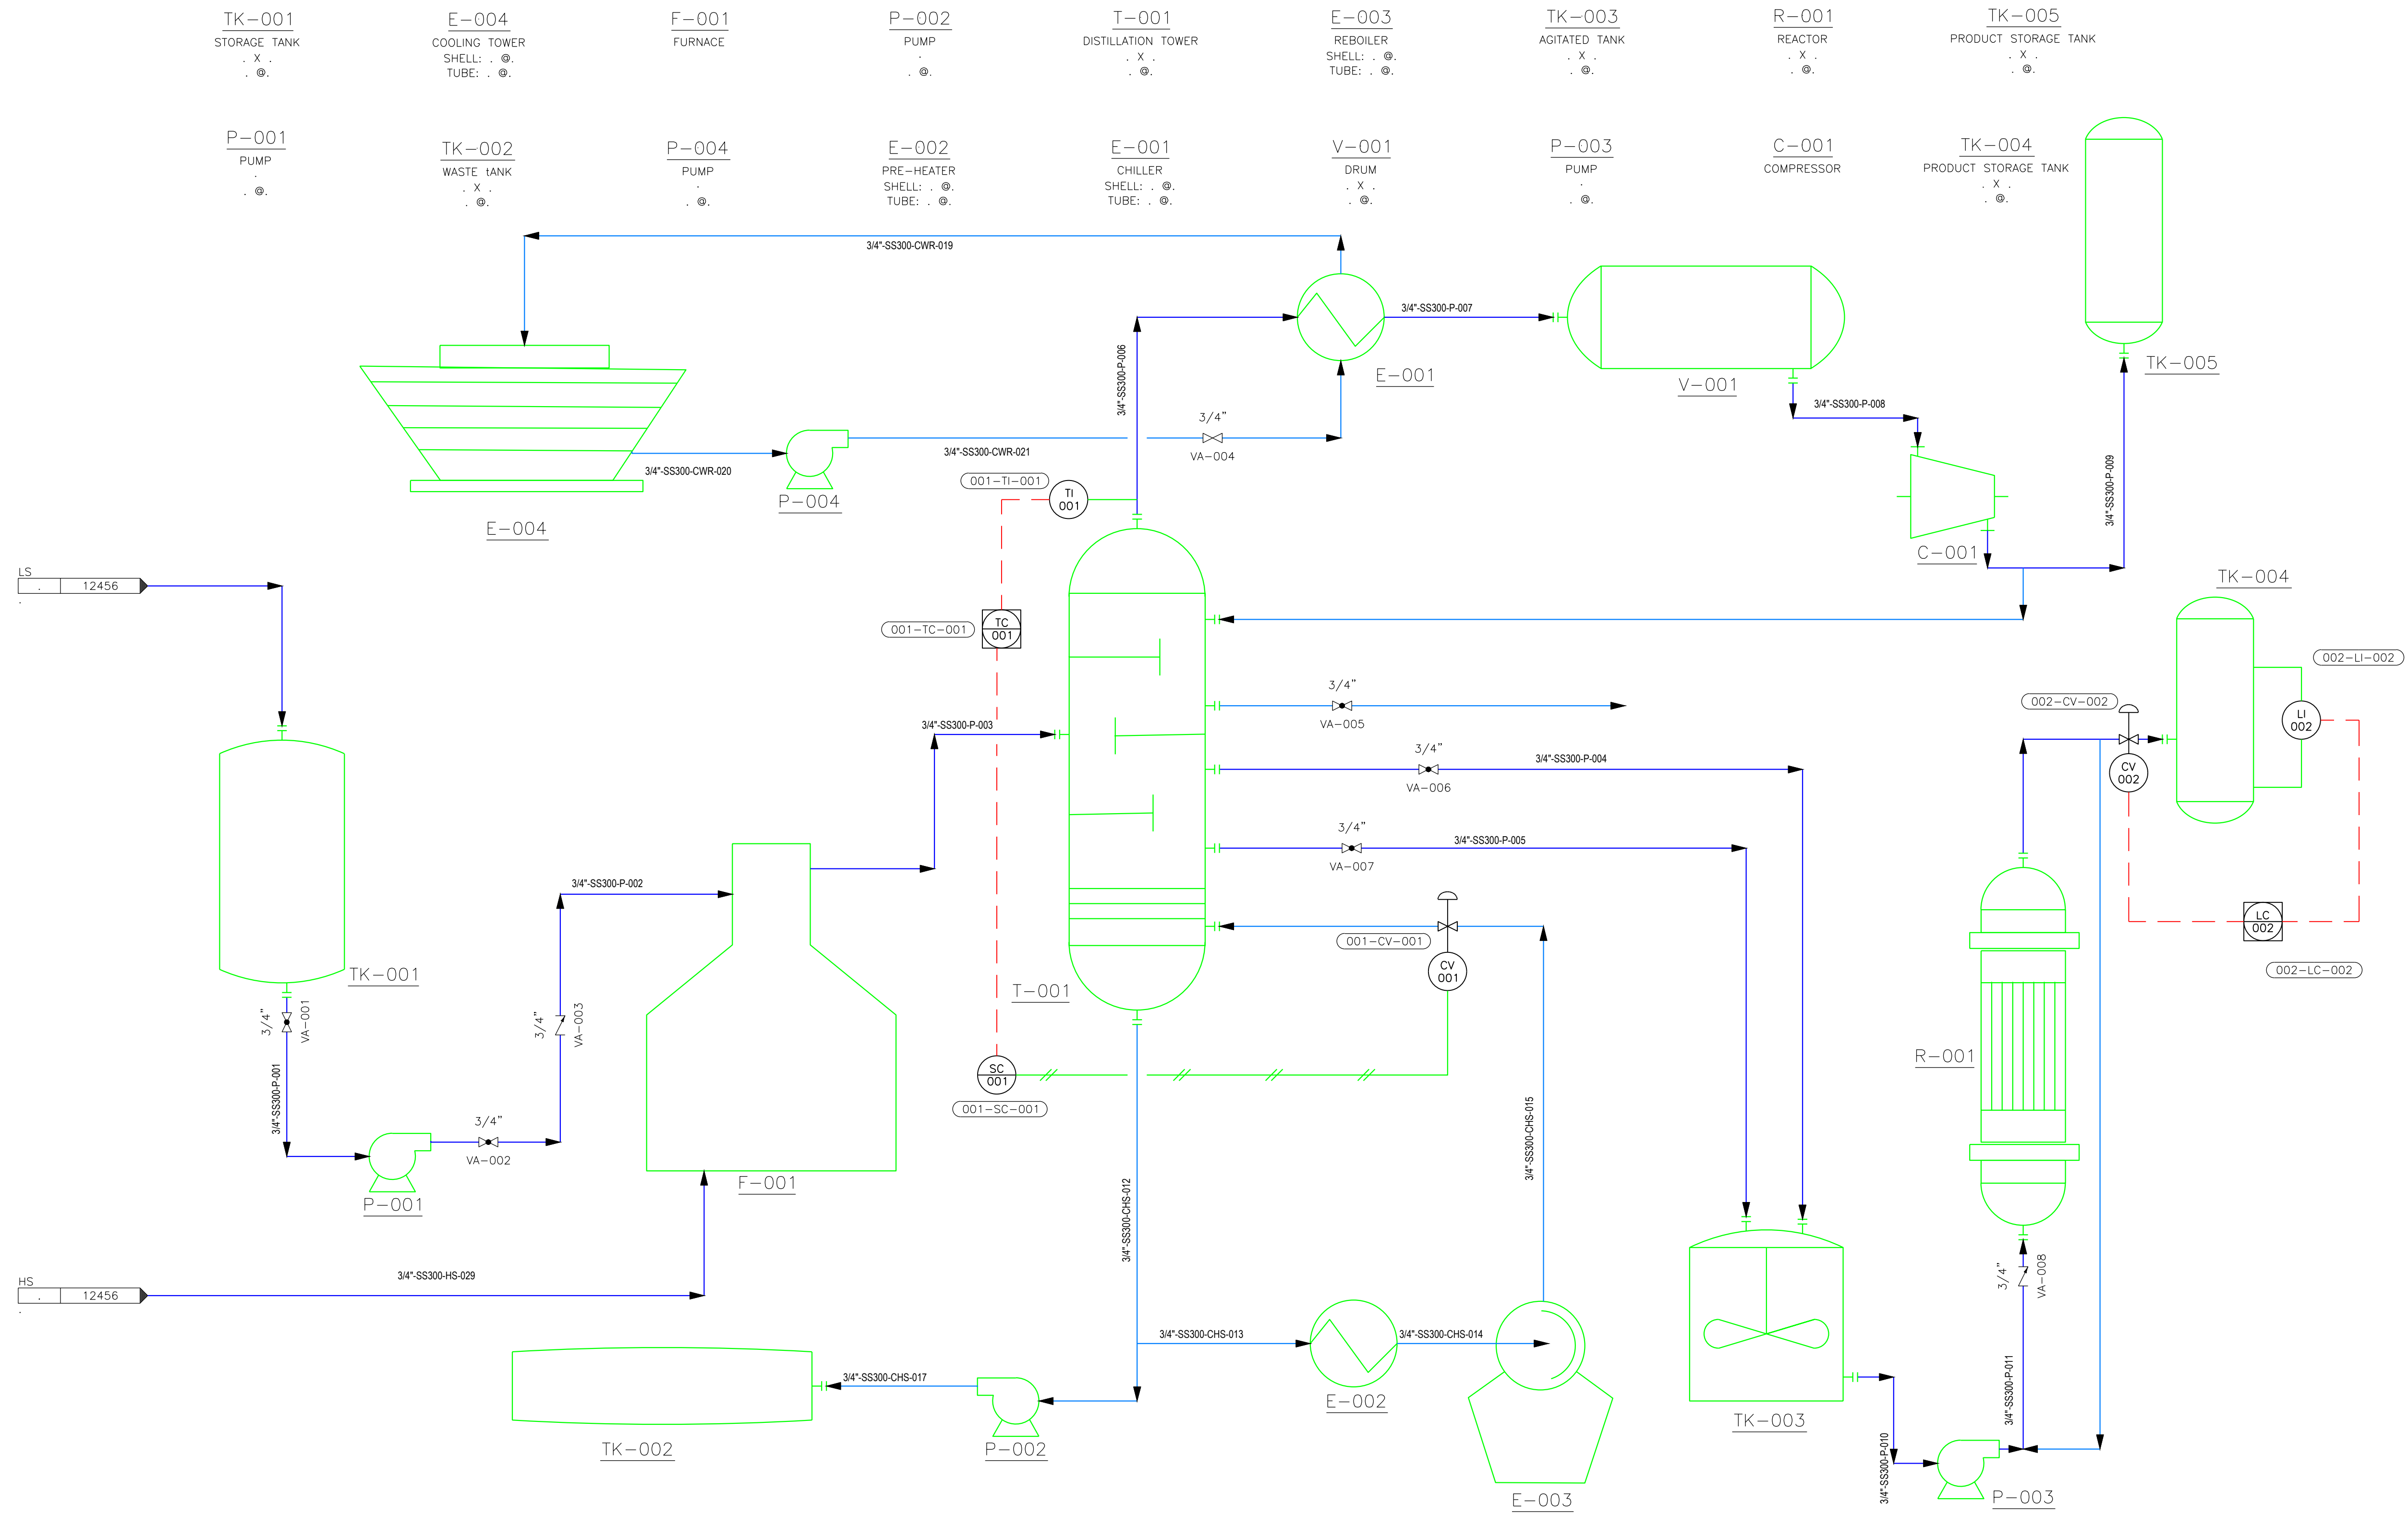 TK-001
STORAGE TANK
. X .
. @.
E-004
COOLING TOWER
SHELL: . @.
TUBE: . @.
F-001
FURNACE
P-002
PUMP
.
. @.
T-001
DISTILLATION TOWER
. X .
. @.
E-003
REBOILER
SHELL: . @.
TUBE: . @.
TK-003
AGITATED TANK
. X .
. @.
R-001
REACTOR
. X .
. @.
TK-005
PRODUCT STORAGE TANK
. X .
. @.
P-001
PUMP
.
. @.
TK-002
WASTE tANK
. X .
. @.
P-004
PUMP
.
. @.
E-002
PRE-HEATER
SHELL: . @.
TUBE: . @.
E-001
CHILLER
SHELL: . @.
TUBE: . @.
V-001
DRUM
. X .
. @.
P-003
PUMP
.
. @.
C-001
COMPRESSOR
TK-004
PRODUCT STORAGE TANK
. X .
. @.
3/4"-SS300-CWR-019
3/4"-SS300-P-007
3/4"-SS300-P-006
E-001
V-001
TK-005
3/4"-SS300-P-008
3/4"
VA-004
3/4"-SS300-CWR-021
3/4"-SS300-CWR-020
P-004
E-004
001-TI-001
TI
001
3/4"-SS300-P-009
C-001
LS
. 12456
.
TK-004
001-TC-001
TC
001
002-LI-002
LI
002
3/4"
VA-005
002-CV-002
CV
002
3/4"-SS300-P-003
3/4"
VA-006
3/4"-SS300-P-004
3/4"
VA-007
3/4"-SS300-P-005
3/4"-SS300-P-002
LC
002
002-LC-002
001-CV-001
CV
001
TK-001
T-001
3/4"
VA-001
3/4"
VA-003
R-001
SC
001
001-SC-001
3/4"-SS300-P-001
3/4"
VA-002
P-001
F-001
3/4"-SS300-CHS-015
3/4"-SS300-CHS-012
HS
. 12456
.
3/4"-SS300-HS-029
3/4"
VA-008
3/4"-SS300-CHS-013
3/4"-SS300-CHS-014
3/4"-SS300-CHS-017
E-002
TK-003
3/4"-SS300-P-011
TK-002
P-002
3/4"-SS300-P-010
E-003
P-003